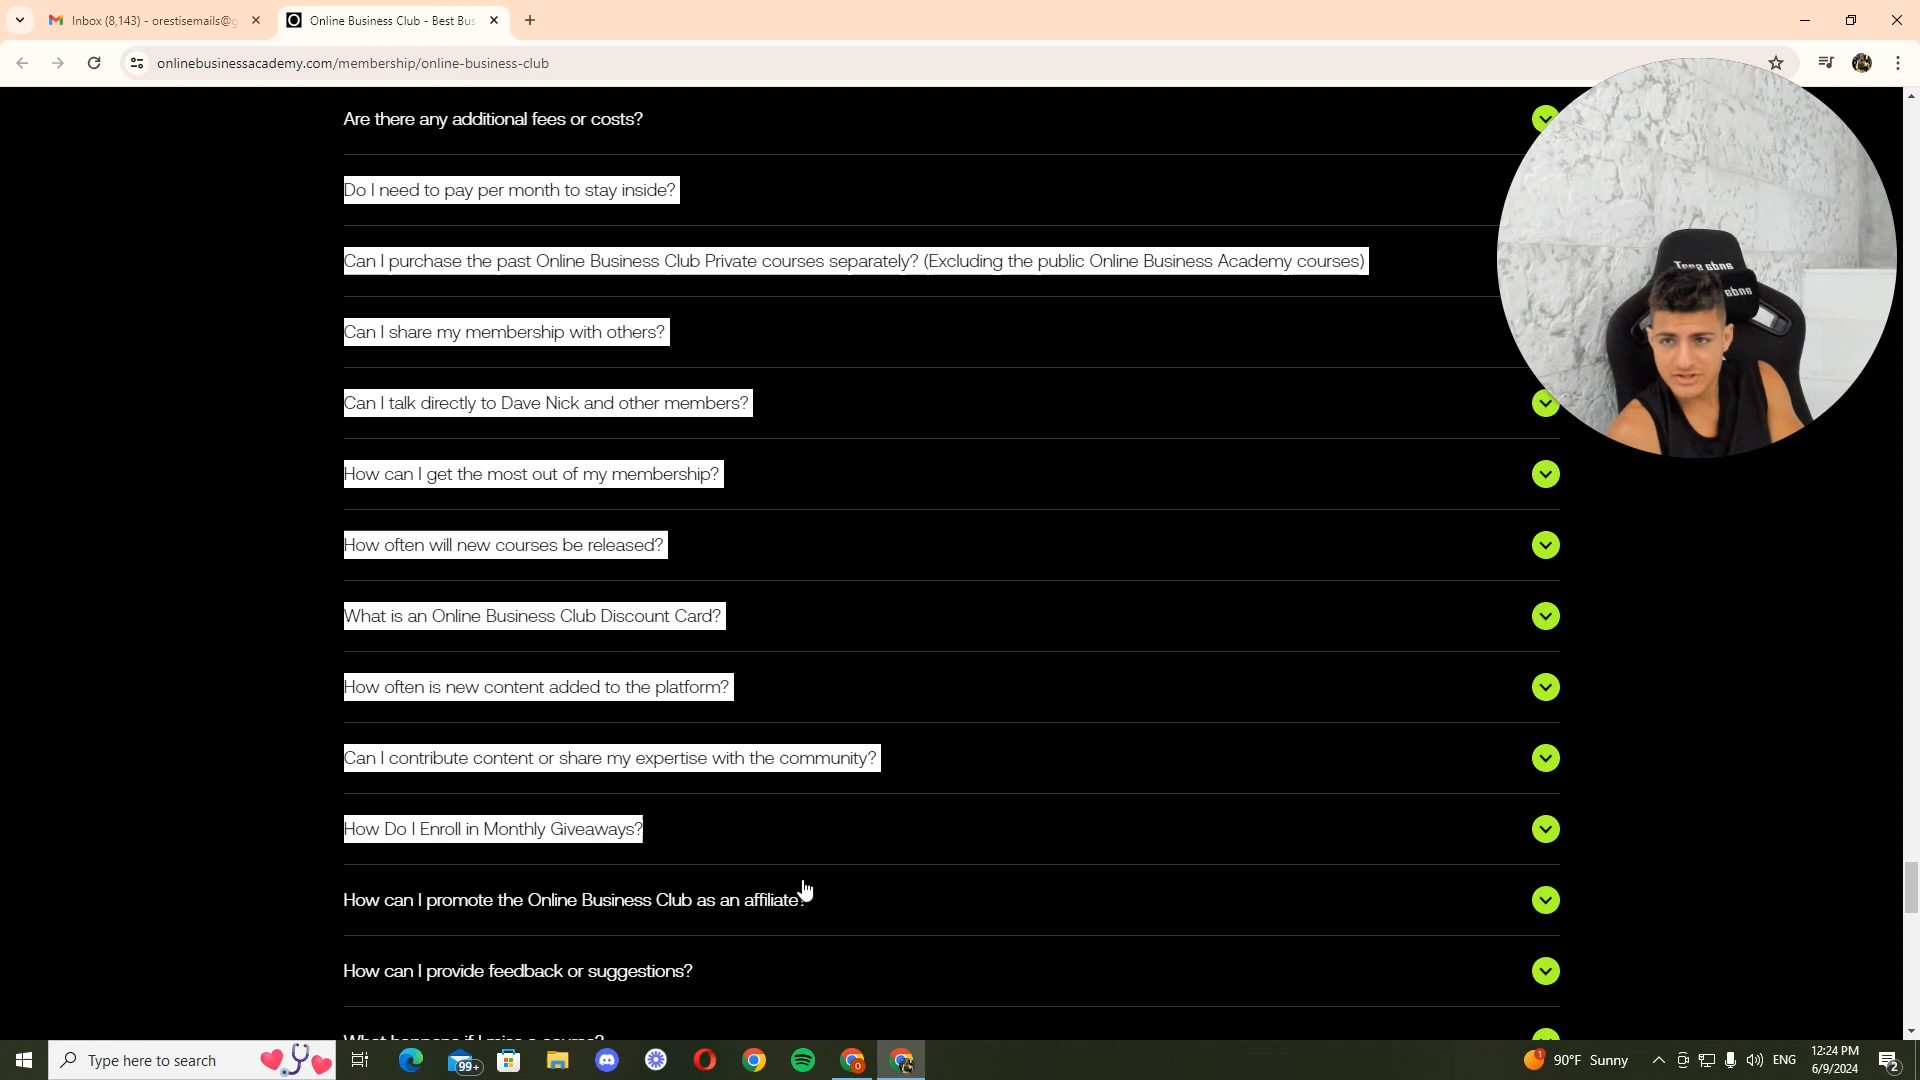 Inbox (8,143) - orestisemails@g
Online Business Club - Best Bus
onlinebusinessacademy.com/membership/online-business-club
Are there any additional fees or costs?
Do I need to pay per month to stay inside?
Can I purchase the past Online Business Club Private courses separately? (Excluding the public Online Business Academy courses)
Can I share my membership with others?
Can I talk directly to Dave Nick and other members?
How can I get the most out of my membership?
How often will new courses be released?
What is an Online Business Club Discount Card?
How often is new content added to the platform?
Can I contribute content or share my expertise with the community?
How Do I Enroll in Monthly Giveaways?
How can I promote the Online Business Club as an affiliate?
How can I provide feedback or suggestions?
What happens if I miss a course?
Type here to search
99+
1
90°F Sunny
ENG
12:24 PM
6/9/2024
2